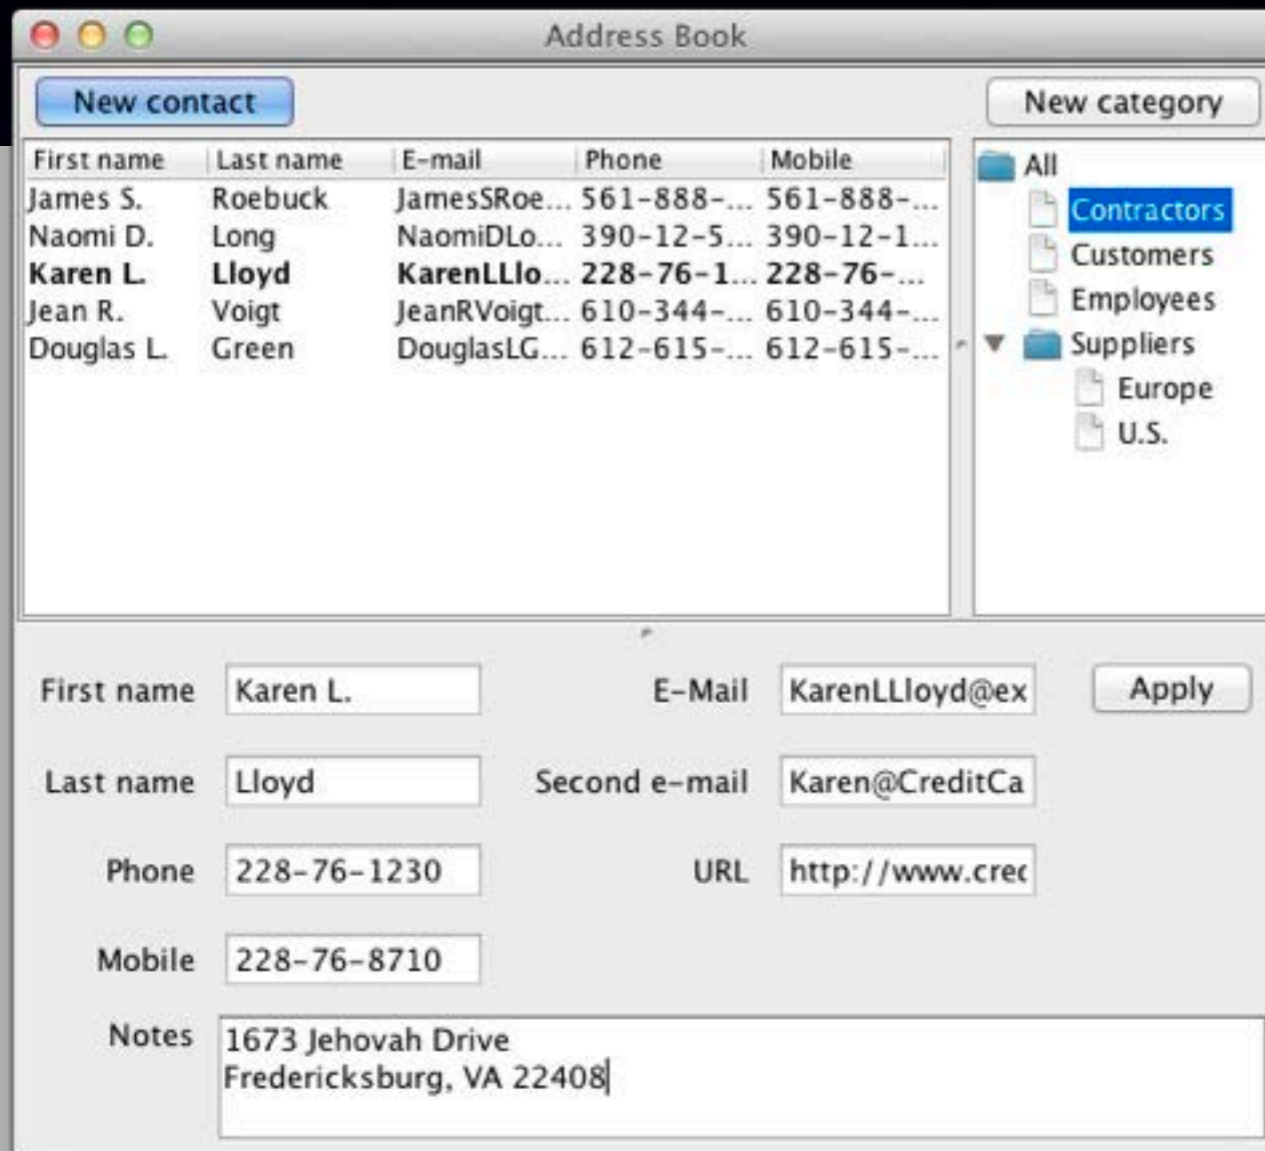 Address Book
New contact
New category
First name Last name E-mail Phone Mobile
James S. Roebuck JamesSRoe... 561-888-... 561-888-...
Naomi D. Long NaomiDLo... 390-12-5... 390-12-1...
Karen L. Lloyd KarenLLlo... 228-76-1... 228-76-...
Jean R. Voigt JeanRVoigt... 610-344-... 610-344-...
Douglas L. Green DouglasLG... 612-615-... 612-615-...
All
Contractors
Customers
Employees
Suppliers
Europe
U.S.
First name Karen L. E-Mail KarenLLloyd@ex Apply
Last name Lloyd Second e-mail Karen@CreditCa
Phone 228-76-1230 URL http://www.crec
Mobile 228-76-8710
Notes 1673 Jehovah Drive
Fredericksburg, VA 22408